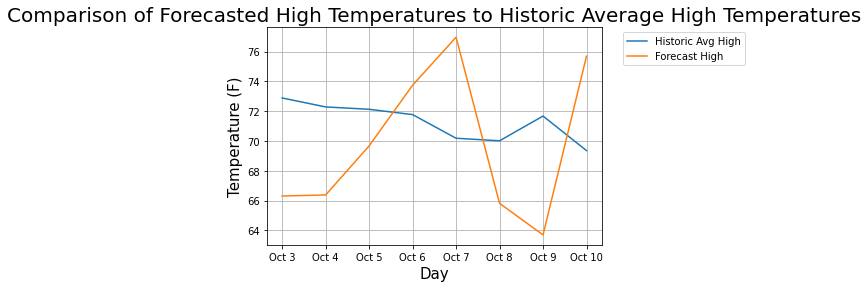 Comparison of Forecasted High Temperatures to Historic Average High Temperatures
Historic Avg High
Forecast High
Temperature (F)
76
74
72
70
68
66
64
Oct 3 Oct 4 Oct 5 Oct 6 Oct 7 Oct 8 Oct 9 Oct 10
Day